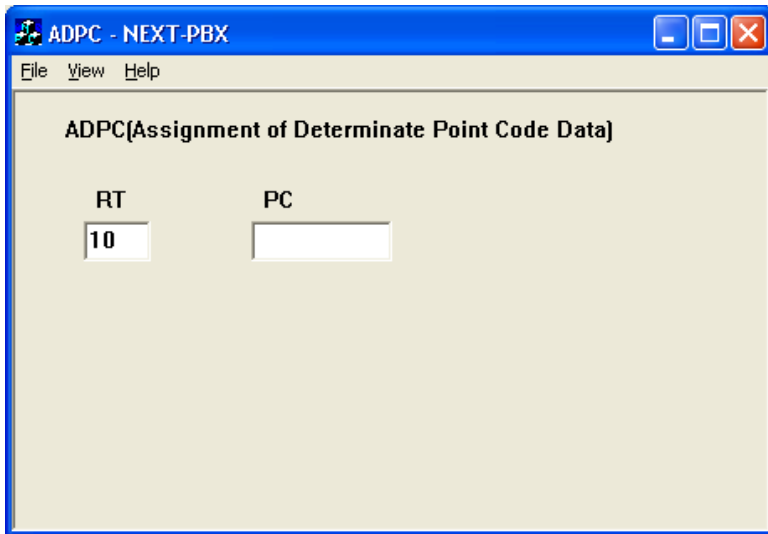 ADPC - NEXT-PBX
File View Help
ADPC(Assignment of Determinate Point Code Data)
RT PC
10